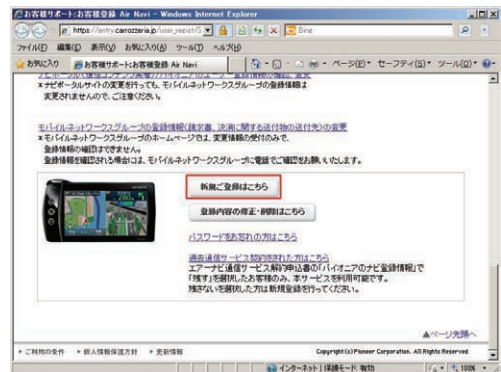 お客様サポート:お客様登録 Air Navi - Windows Internet Explorer
https://entry.carrozzeria.jp/user_regist/S
Bing
ファイル(F) 編集(E) 表示(V) お気に入り(A) ツール(T) ヘルプ(H)
お気に入り お客様サポート:お客様登録 Air Navi ページ(P) セーフティ(S) ツール(O)
※ナビポータルサイトの変更を行っても、モバイルネットワークスグループの登録情報は
変更されませんので、ご注意ください。
モバイルネットワークスグループの登録情報(請求書、決済に関する送付物の送付先)の変更
※モバイルネットワークスグループのホームページでは、変更情報の受付のみで、
登録情報の確認はできません。
登録情報を確認される場合には、モバイルネットワークスグループに電話でご確認をお願いいたします。
新規ご登録はこちら
登録内容の修正・削除はこちら
パスワードをお忘れの方はこちら
過去通信サービス契約をされた方はこちら
エアーナビ通信サービス解約申込書の「パイオニアのナビ登録情報」で
「残す」を選択したお客様のみ、本サービスを利用可能です。
残さないを選択した方は新規登録を行ってください。
▲ページ先頭へ
ご利用の条件 個人情報保護方針 更新情報 Copyright (c) Pioneer Corporation. All Rights Reserved
インターネット | 保護モード: 有効 100%